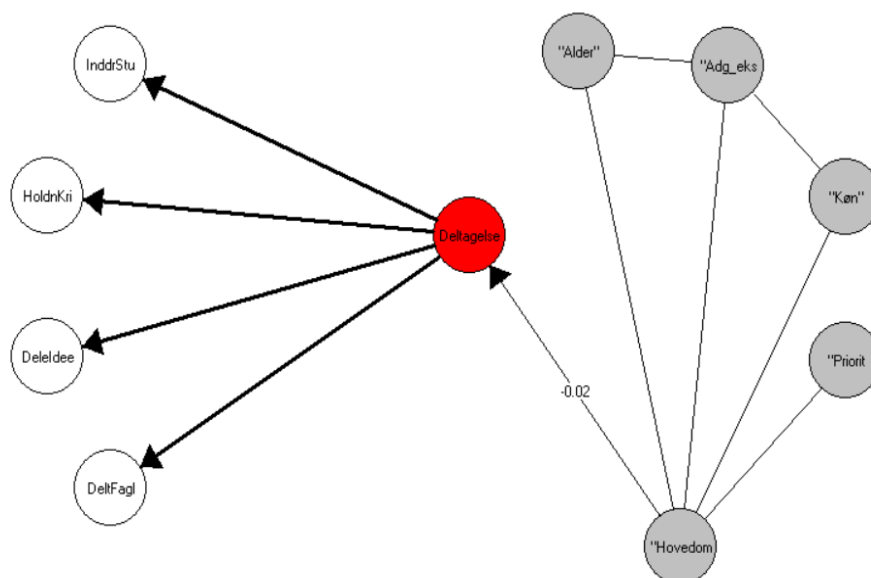 InddrStu
HoldnKri
DeleIdee
DeltFagl
Deltagelse
-0.02
"Alder"
"Adg_eks
"Køn"
"Priorit
"Hovedom